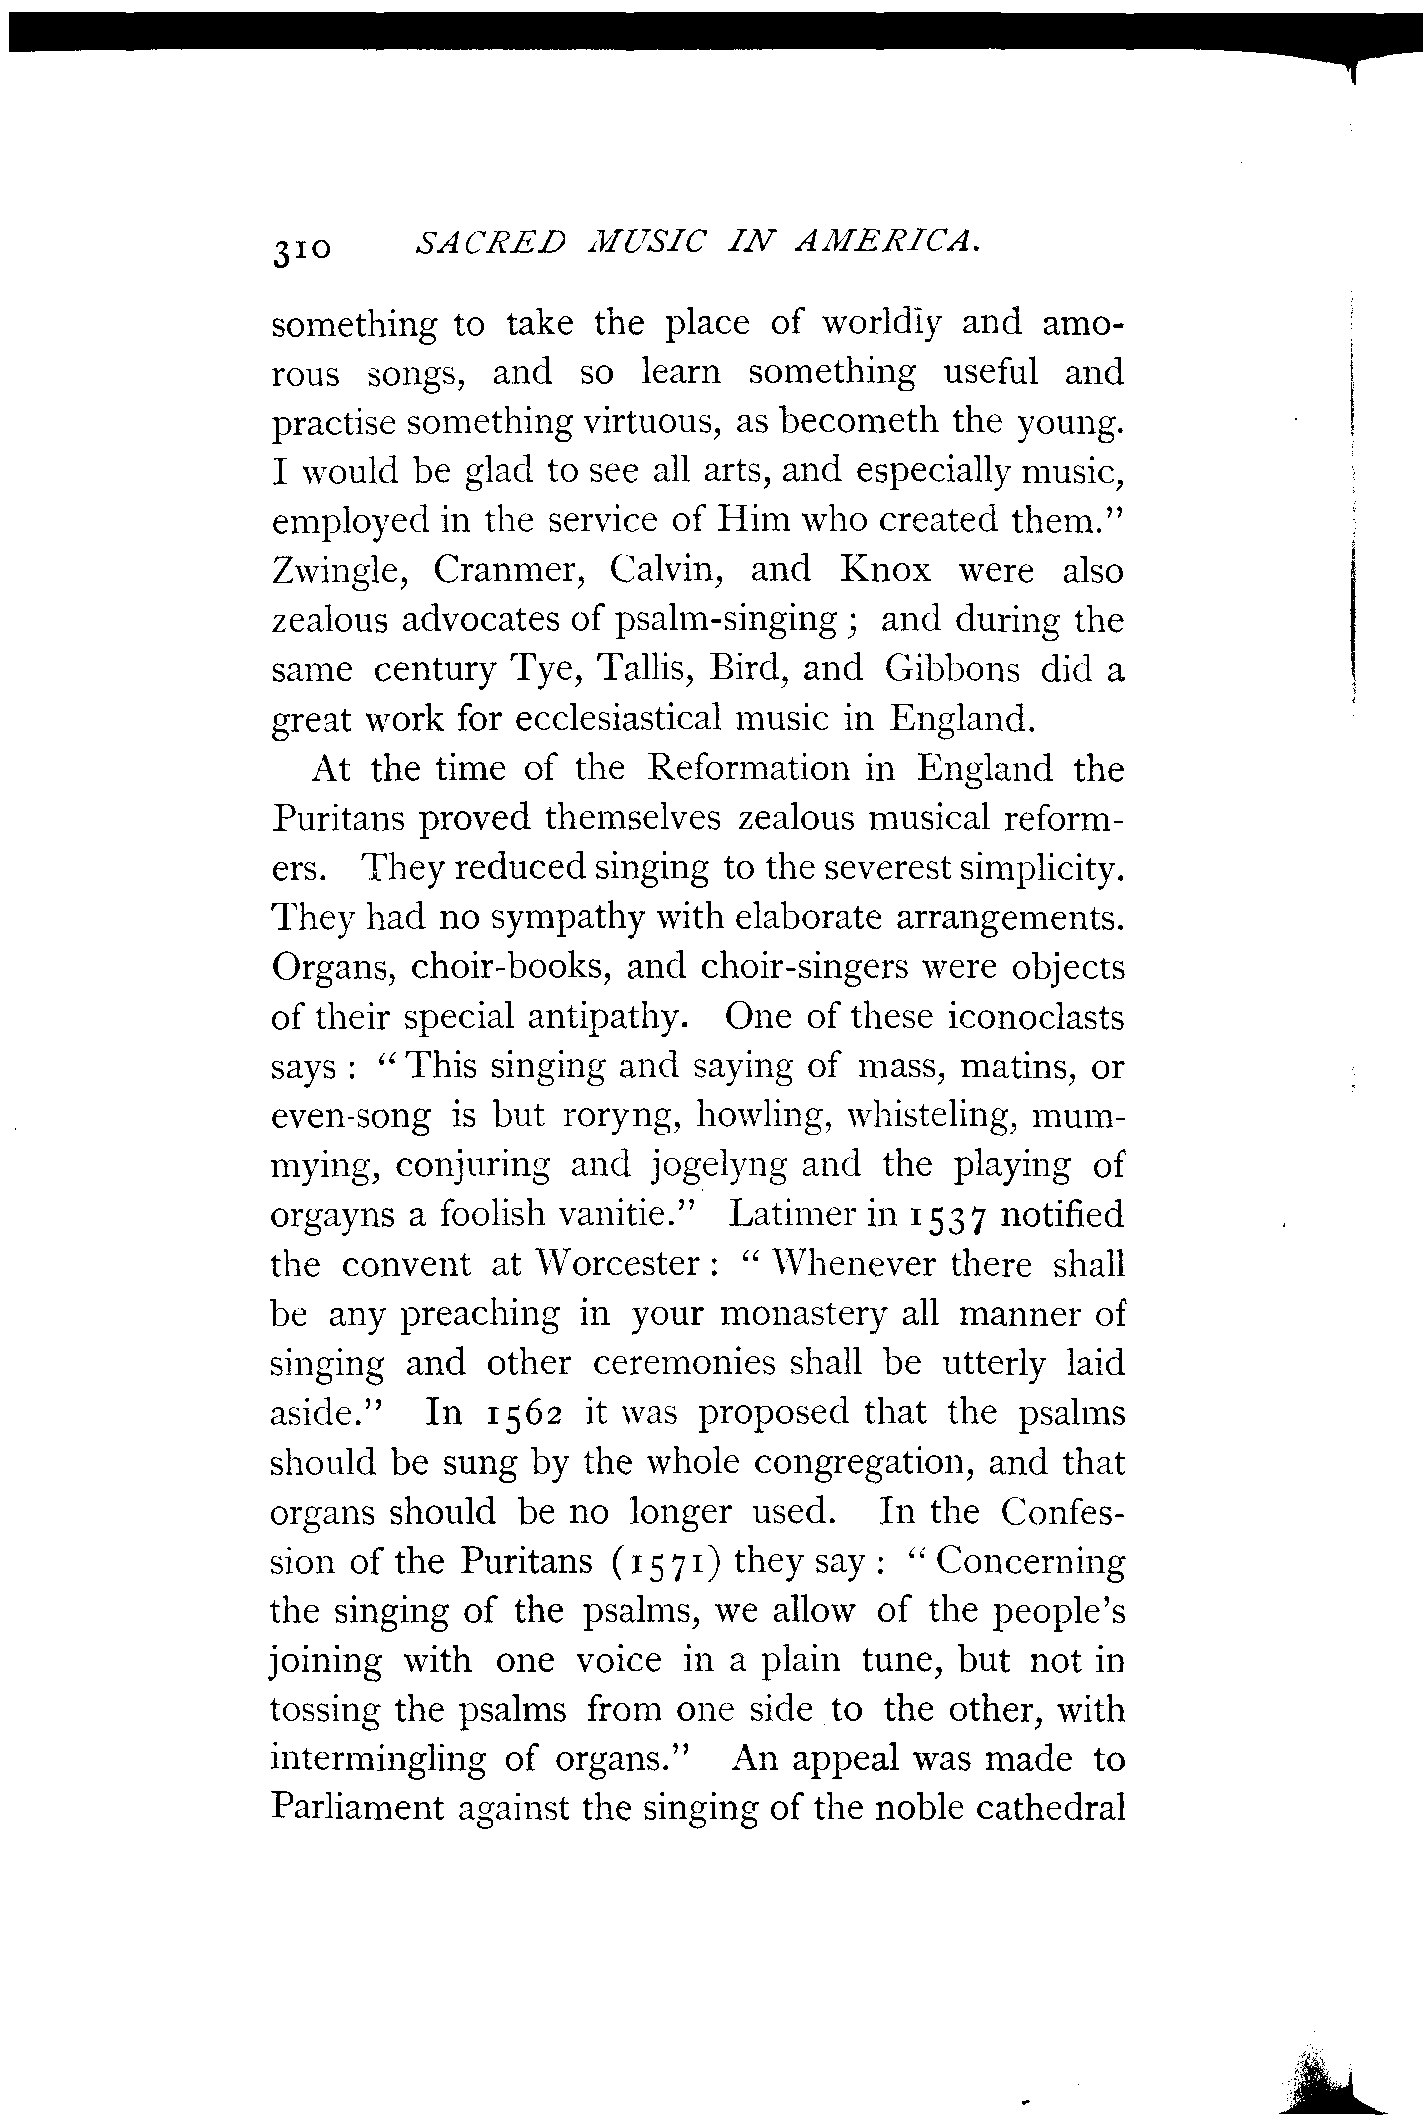 310 SACRED MUSIC IN AMERICA.
something to take the place of worldly and amo-
rous songs, and so learn something useful and
practise something virtuous, as becometh the young.
I would be glad to see all arts, and especially music,
employed in the service of Him who created them."
Zwingle, Cranmer, Calvin, and Knox were also
zealous advocates of psalm-singing ; and during the
same century Tye, Tallis, Bird, and Gibbons did a
great work for ecclesiastical music in England.
At the time of the Reformation in England the
Puritans proved themselves zealous musical reform-
ers. They reduced singing to the severest simplicity.
They had no sympathy with elaborate arrangements.
Organs, choir-books, and choir-singers were objects
of their special antipathy. One of these iconoclasts
says : " This singing and saying of mass, matins, or
even-song is but roryng, howling, whisteling, mum-
mying, conjuring and jogelyng and the playing of
orgayns a foolish vanitie." Latimer in 1537 notified
the convent at Worcester : " Whenever there shall
be any preaching in your monastery all manner of
singing and other ceremonies shall be utterly laid
aside." In 1562 it was proposed that the psalms
should be sung by the whole congregation, and that
organs should be no longer used. In the Confes-
sion of the Puritans (1571) they say : " Concerning
the singing of the psalms, we allow of the people's
joining with one voice in a plain tune, but not in
tossing the psalms from one side to the other, with
intermingling of organs." An appeal was made to
Parliament against the singing of the noble cathedral